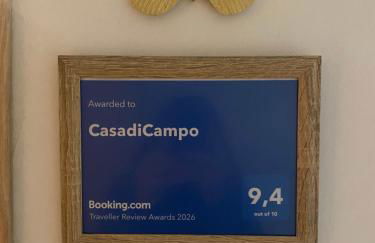 Awarded to
CasadiCampo
Booking.com
Traveller Review Awards 2026
9,4
out of 10